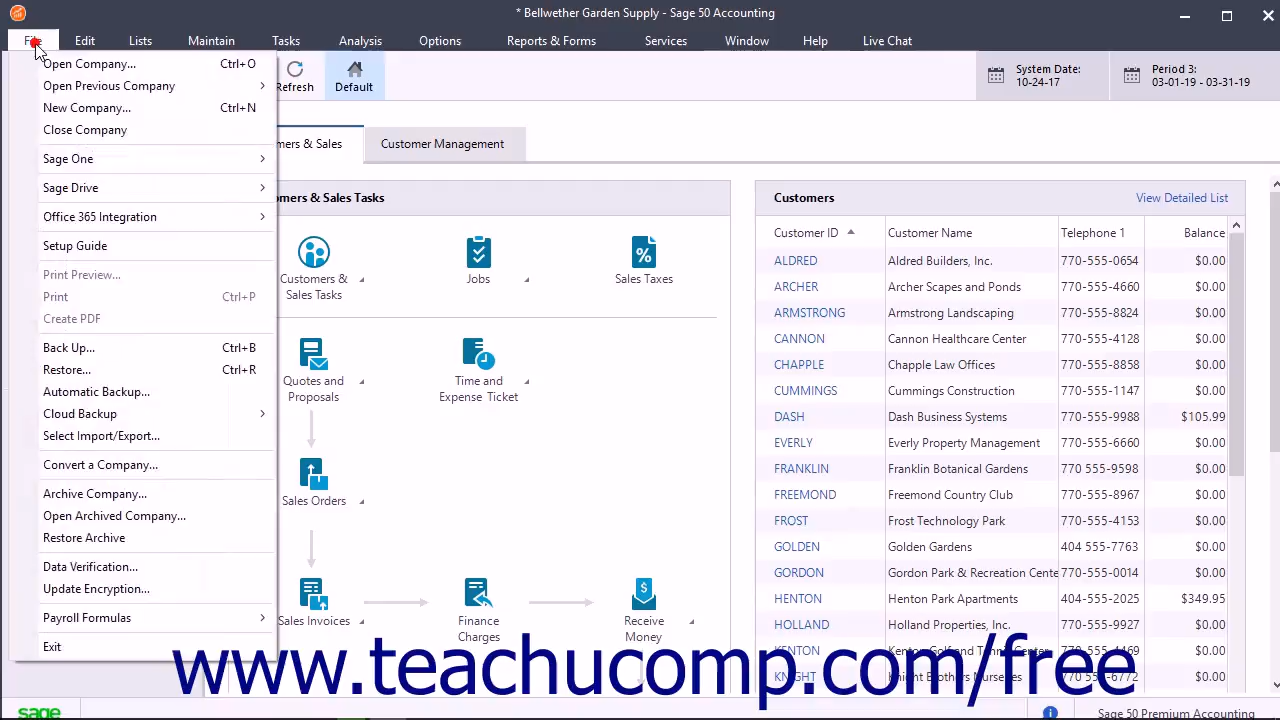 * Bellwether Garden Supply - Sage 50 Accounting
File Edit Lists Maintain Tasks Analysis Options Reports & Forms Services Window Help Live Chat
Open Company... Ctrl+O
Open Previous Company
New Company... Ctrl+N
Close Company
Sage One
Sage Drive
Office 365 Integration
Setup Guide
Print Preview...
Print Ctrl+P
Create PDF
Back Up... Ctrl+B
Restore... Ctrl+R
Automatic Backup...
Cloud Backup
Select Import/Export...
Convert a Company...
Archive Company...
Open Archived Company...
Restore Archive
Data Verification...
Update Encryption...
Payroll Formulas
Exit
Refresh
Default
System Date:
10-24-17
Period 3:
03-01-19 - 03-31-19
mers & Sales
Customer Management
omers & Sales Tasks
Customers &
Sales Tasks
Jobs
Sales Taxes
Quotes and
Proposals
Time and
Expense Ticket
Sales Orders
Sales Invoices
Finance
Charges
Receive
Money
Customers
View Detailed List
Customer ID Customer Name Telephone 1 Balance
ALDRED Aldred Builders, Inc. 770-555-0654 $0.00
ARCHER Archer Scapes and Ponds 770-555-4660 $0.00
ARMSTRONG Armstrong Landscaping 770-555-8824 $0.00
CANNON Cannon Healthcare Center 770-555-4128 $0.00
CHAPPLE Chapple Law Offices 770-555-8858 $0.00
CUMMINGS Cummings Construction 770-555-1147 $0.00
DASH Dash Business Systems 770-555-9988 $105.99
EVERLY Everly Property Management 770-555-6660 $0.00
FRANKLIN Franklin Botanical Gardens 770 555-9598 $0.00
FREEMOND Freemond Country Club 770-555-8967 $0.00
FROST Frost Technology Park 770-555-4153 $0.00
GOLDEN Golden Gardens 404 555-7763 $0.00
GORDON Gordon Park & Recreation Cente 770-555-0014 $0.00
HENTON Henton Park Apartments 404-555-2025 $349.95
HOLLAND Holland Properties, Inc. 770-555-9927 $0.00
KENTON Kenton Golf and Tennis Center $0.00
KNIGHT Knight Brothers Nurseries 770-555-6772 $0.00
www.teachucomp.com/free
sage
Sage 50 Premium Accounting